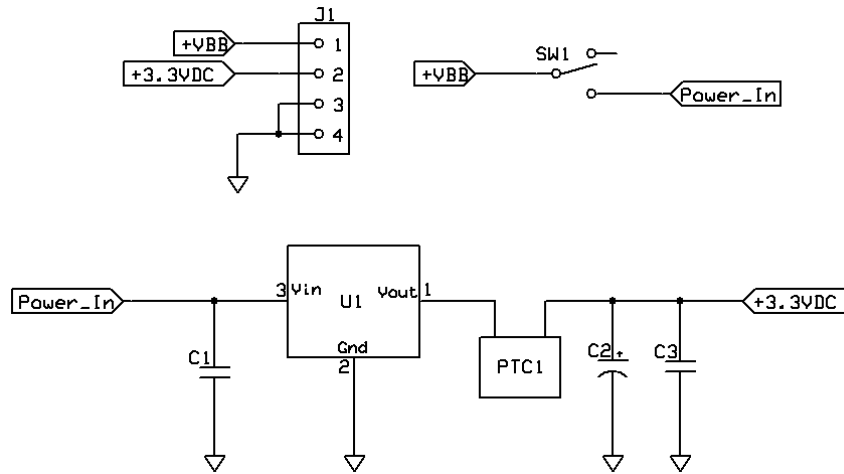 J1
+VBB 1
+3.3VDC 2
3
4
SW1
+VBB
Power_In
Power_In 3 Vin U1 Vout 1 +3.3VDC
Gnd
2
C1
PTC1
C2 +
C3